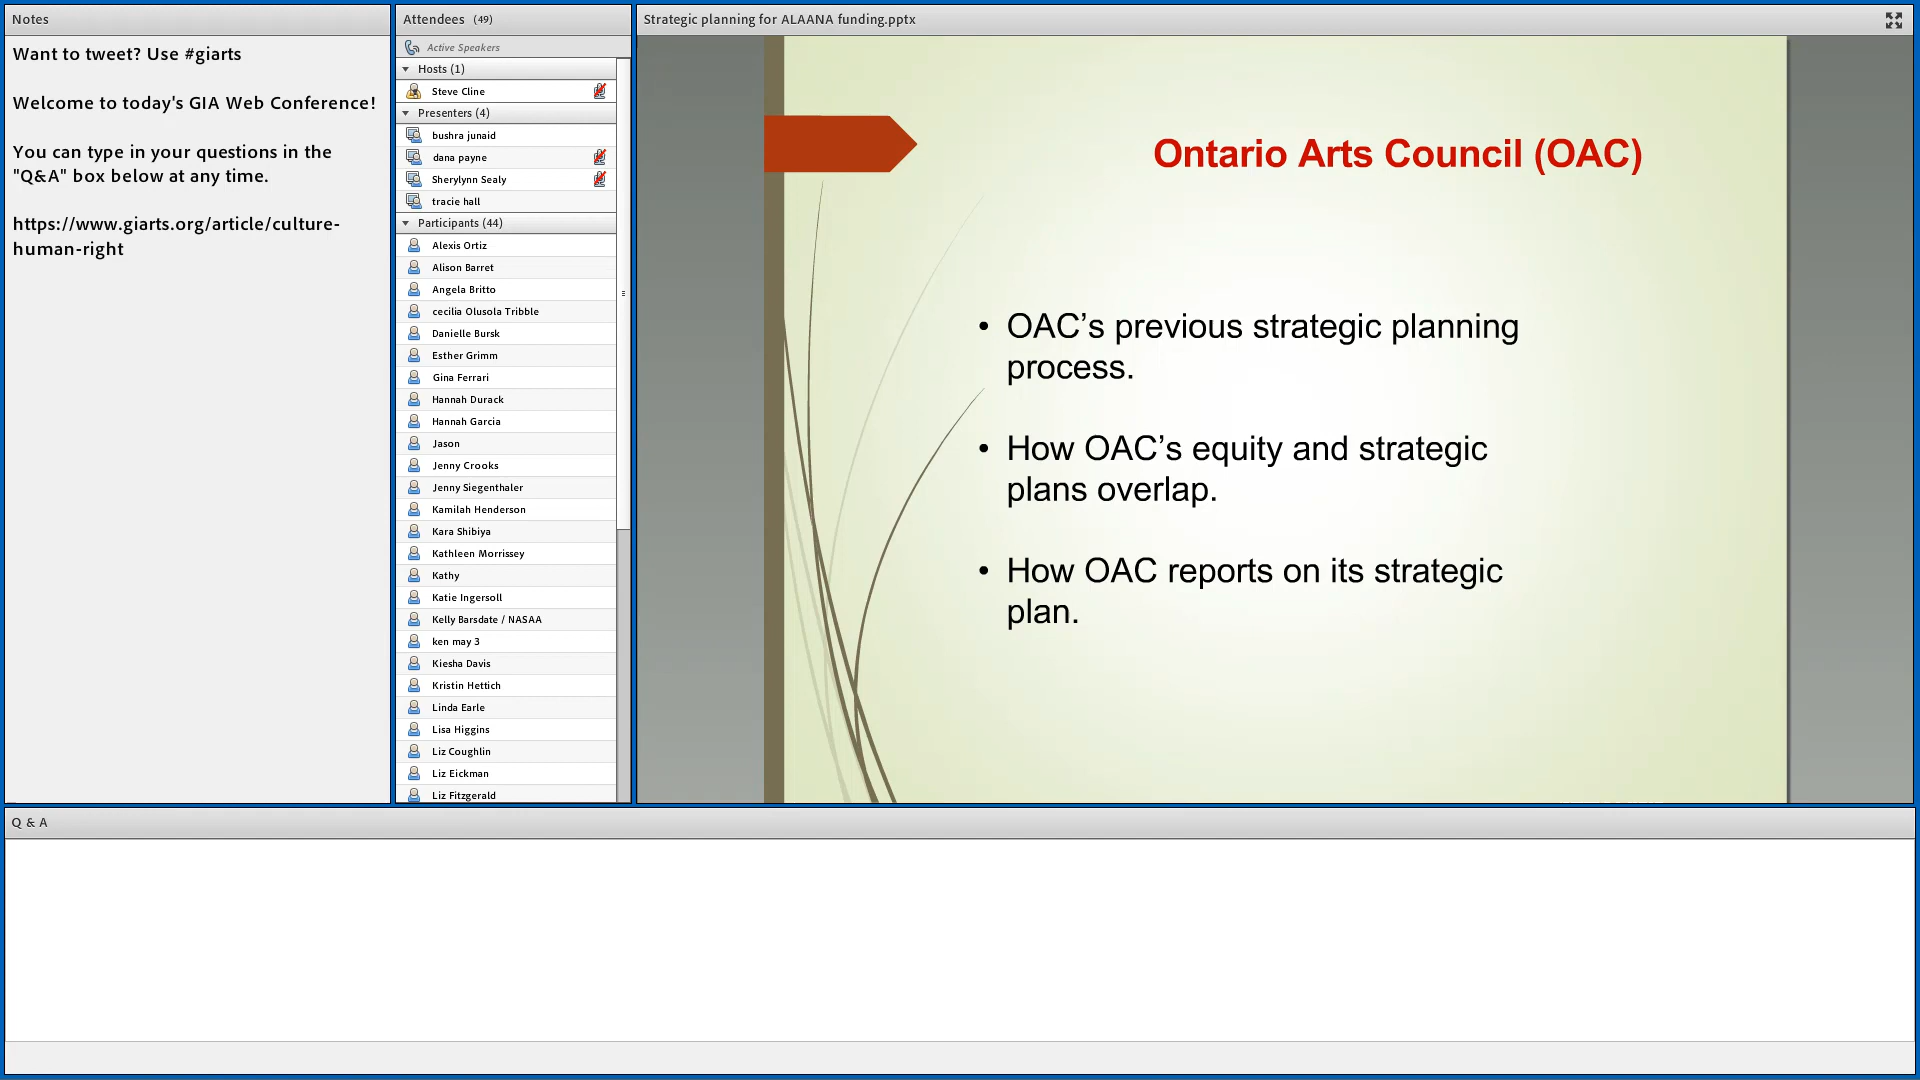 Notes
Want to tweet? Use #giarts
Welcome to today's GIA Web Conference!
You can type in your questions in the
"Q&A" box below at any time.
https://www.giarts.org/article/culture-
human-right
Attendees (49)
Active Speakers
Hosts (1)
Steve Cline
Presenters (4)
bushra junaid
dana payne
Sherylynn Sealy
tracie hall
Participants (44)
Alexis Ortiz
Alison Barret
Angela Britto
cecilia Olusola Tribble
Danielle Bursk
Esther Grimm
Gina Ferrari
Hannah Durack
Hannah Garcia
Jason
Jenny Crooks
Jenny Siegenthaler
Kamilah Henderson
Kara Shibiya
Kathleen Morrissey
Kathy
Katie Ingersoll
Kelly Barsdate / NASAA
ken may 3
Kiesha Davis
Kristin Hettich
Linda Earle
Lisa Higgins
Liz Coughlin
Liz Eickman
Liz Fitzgerald
Strategic planning for ALAANA funding.pptx
Ontario Arts Council (OAC)
• OAC’s previous strategic planning
process.
• How OAC’s equity and strategic
plans overlap.
• How OAC reports on its strategic
plan.
Q & A